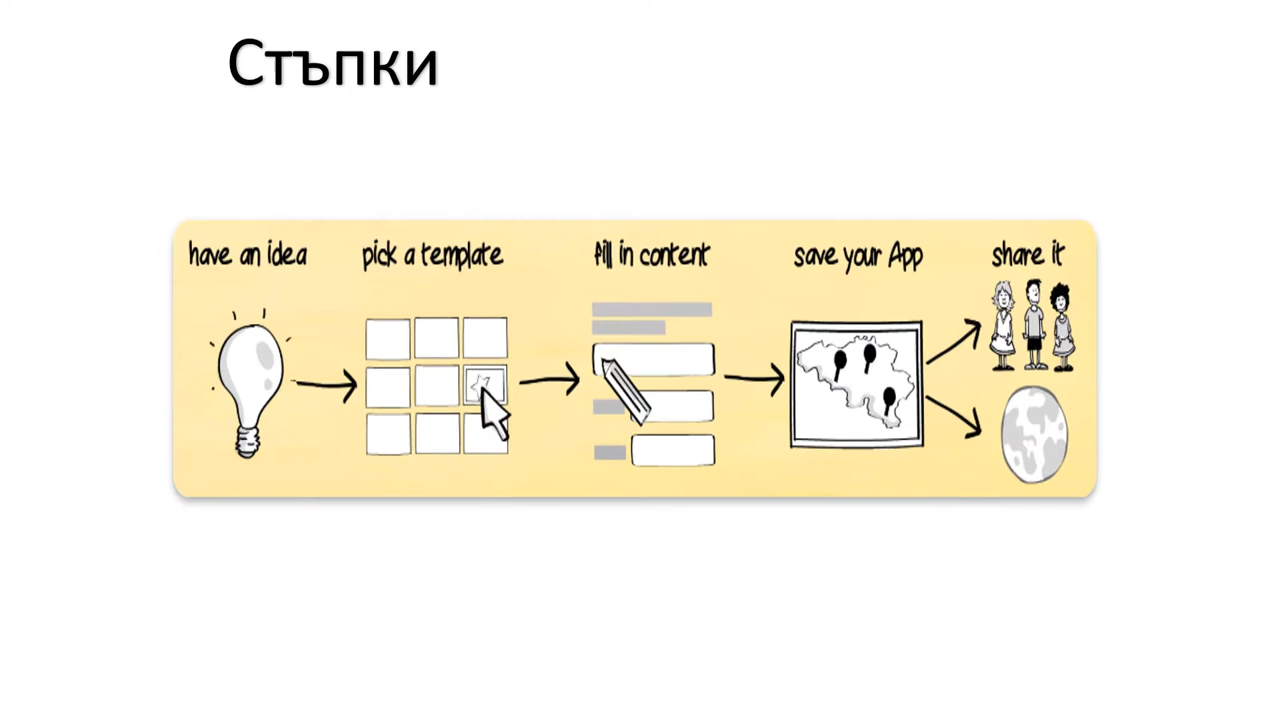 Стъпки
have an idea
pick a template
fill in content
save your App
share it